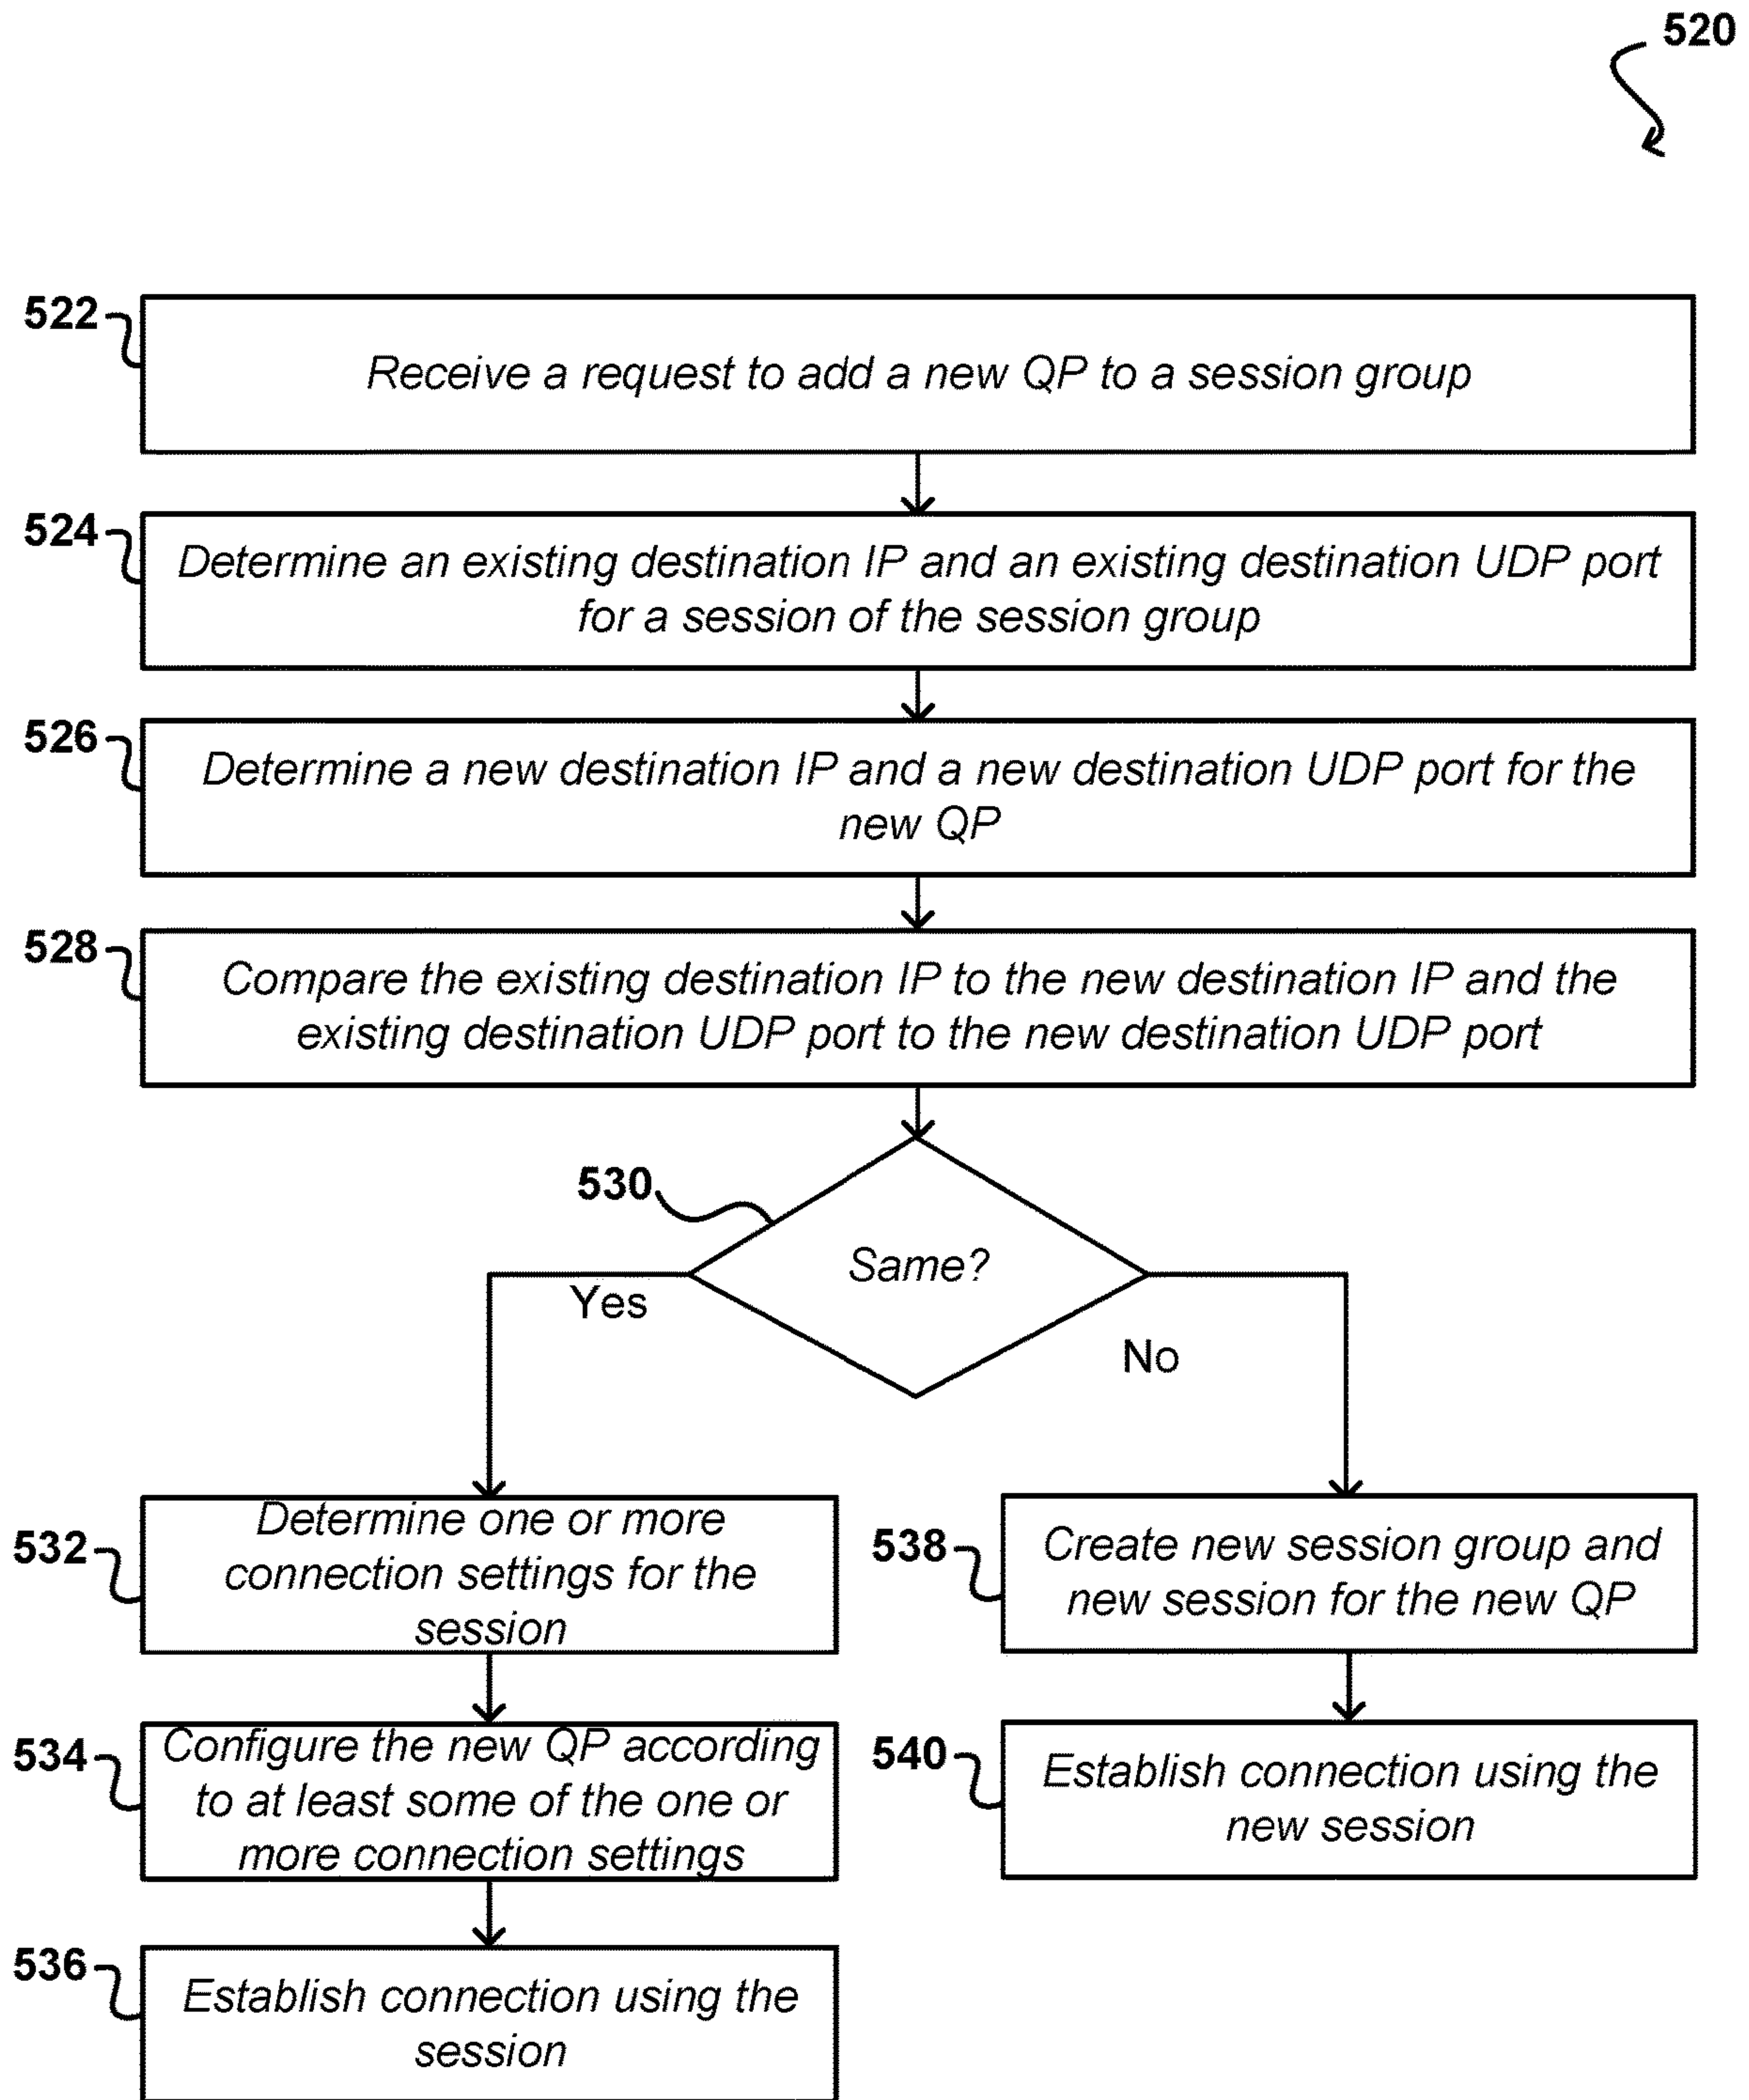 520
522
Receive a request to add a new QP to a session group
524
Determine an existing destination IP and an existing destination UDP port
for a session of the session group
526
Determine a new destination IP and a new destination UDP port for the
new QP
528
Compare the existing destination IP to the new destination IP and the
existing destination UDP port to the new destination UDP port
530
Same?
Yes
No
532
Determine one or more
connection settings for the
session
534
Configure the new QP according
to at least some of the one or
more connection settings
536
Establish connection using the
session
538
Create new session group and
new session for the new QP
540
Establish connection using the
new session